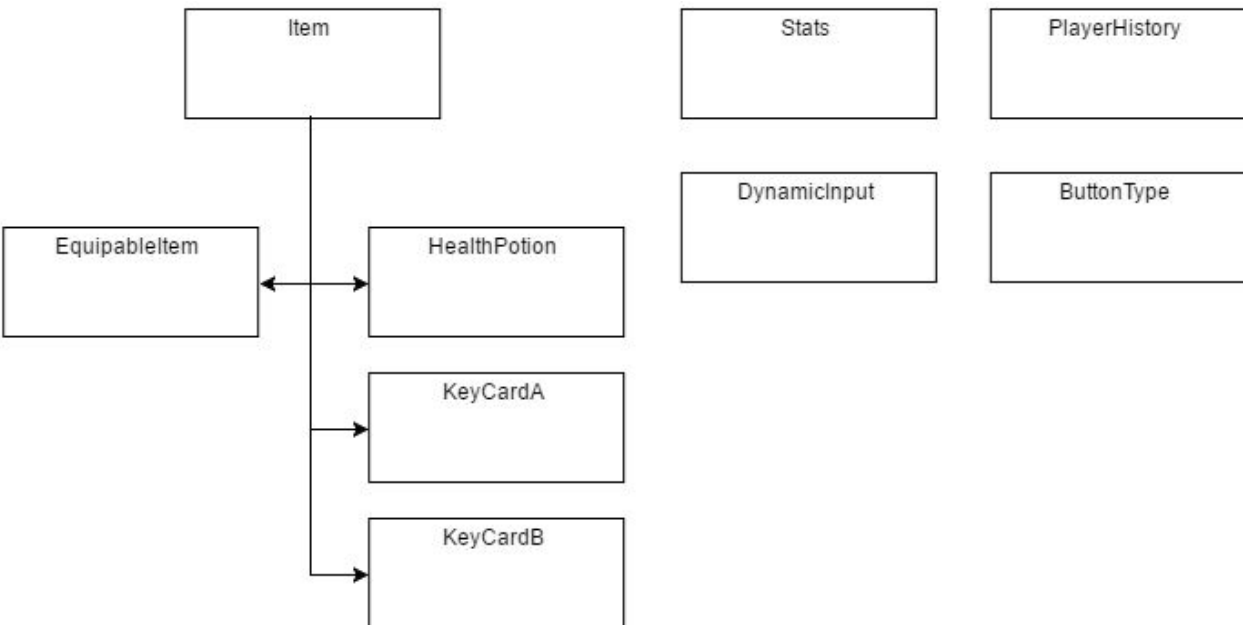 Item
Stats
PlayerHistory
DynamicInput
ButtonType
EquipableItem
HealthPotion
KeyCardA
KeyCardB